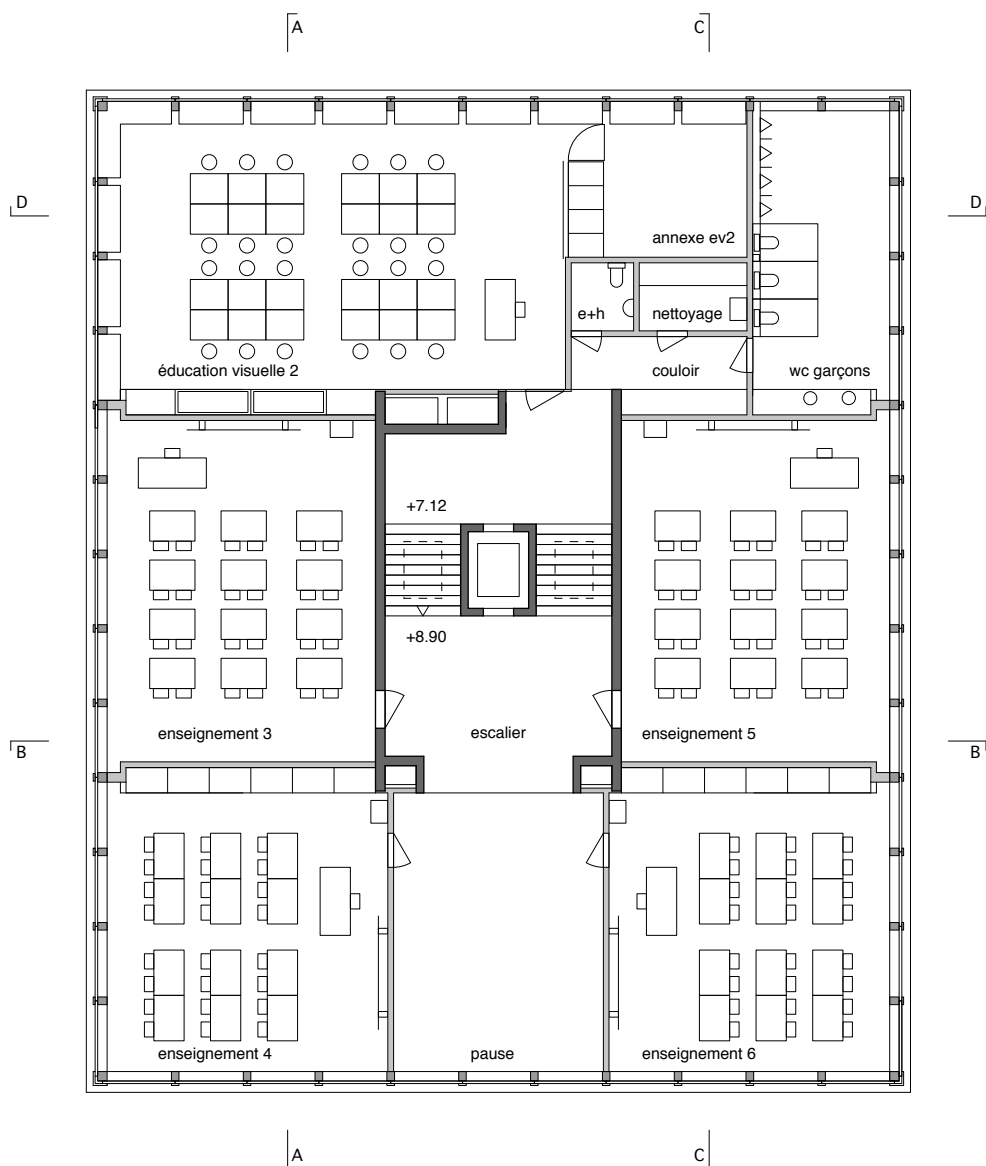 A
C
D
D
annexe ev2
e+h
nettoyage
éducation visuelle 2
couloir
wc garçons
+7.12
+8.90
enseignement 3
escalier
enseignement 5
B
B
enseignement 4
pause
enseignement 6
A
C